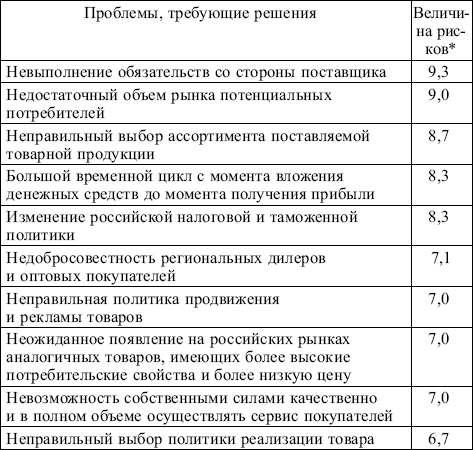 Проблемы, требующие решения
Величи-
на рис-
ков*
Невыполнение обязательств со стороны поставщика 9,3
Недостаточный объем рынка потенциальных 9,0
потребителей
Неправильный выбор ассортимента поставляемой 8,7
товарной продукции
Большой временной цикл с момента вложения 8,3
денежных средств до момента получения прибыли
Изменение российской налоговой и таможенной 8,3
политики
Недобросовестность региональных дилеров 7,1
и оптовых покупателей
Неправильная политика продвижения 7,0
и рекламы товаров
Неожиданное появление на российских рынках 7,0
аналогичных товаров, имеющих более высокие
потребительские свойства и более низкую цену
Невозможность собственными силами качественно 7,0
и в полном объеме осуществлять сервис покупателей
Неправильный выбор политики реализации товара 6,7